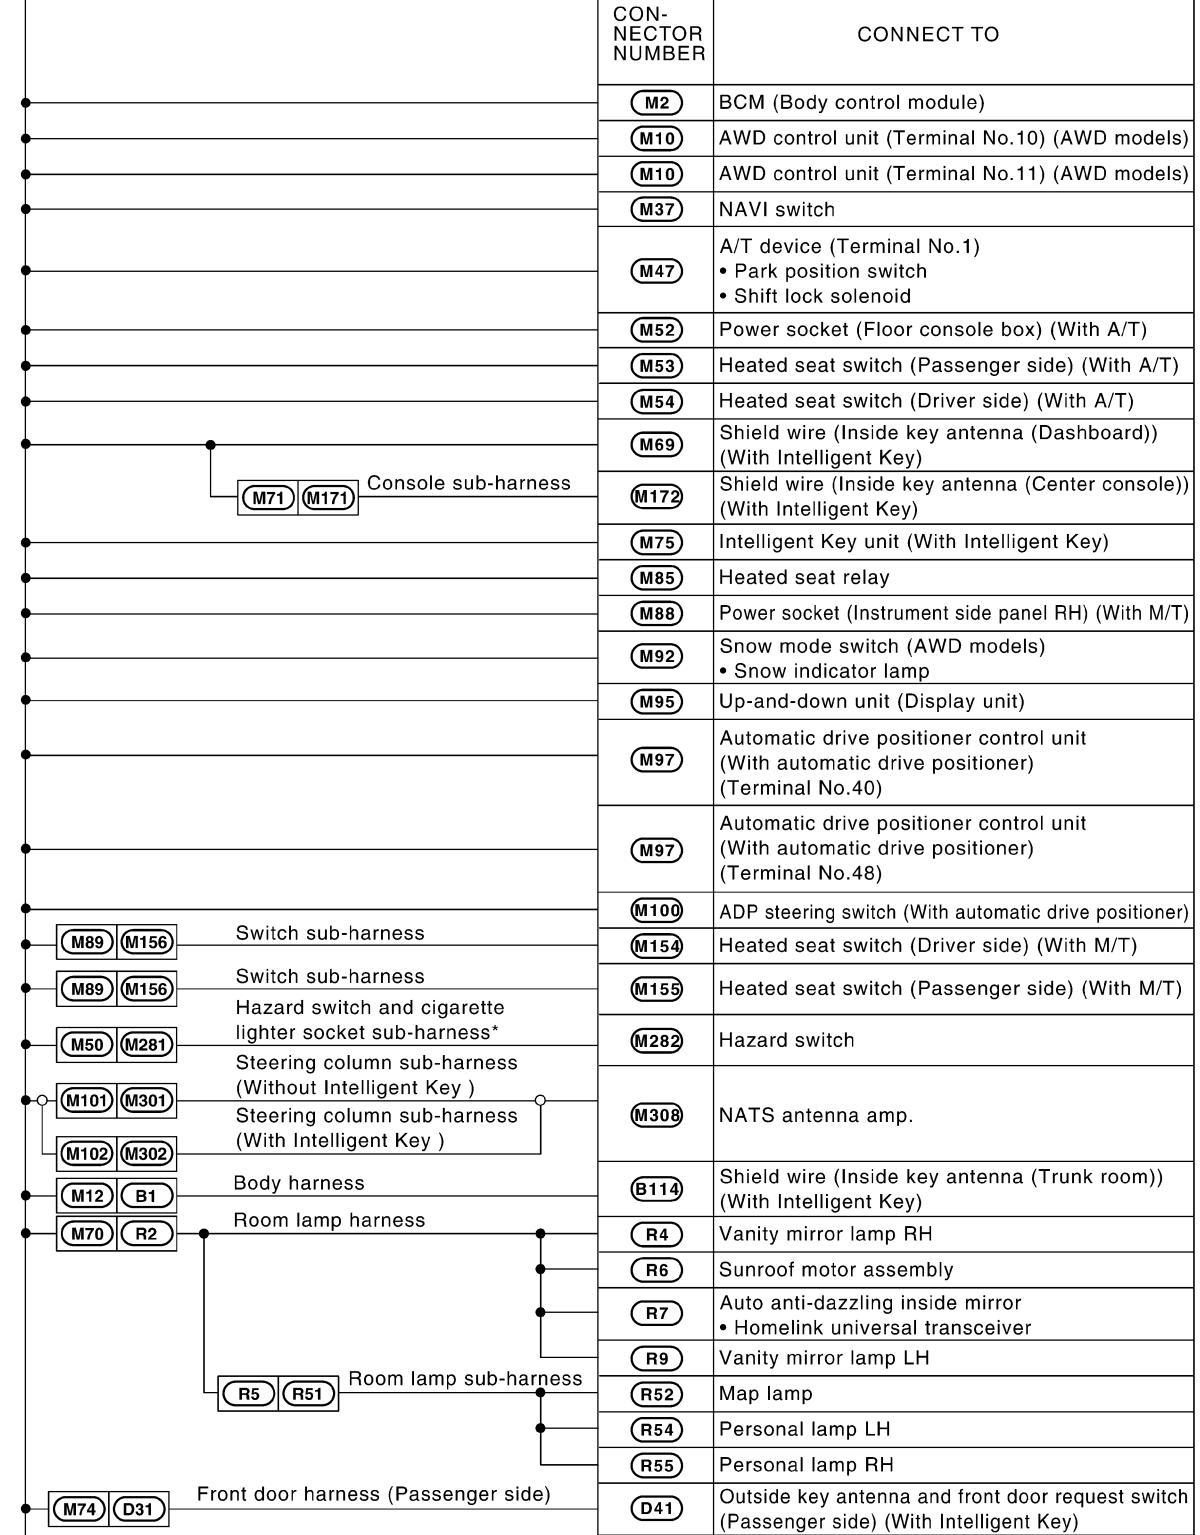 CON-
NECTOR
NUMBER
CONNECT TO
M2 BCM (Body control module)
M10 AWD control unit (Terminal No.10) (AWD models)
M10 AWD control unit (Terminal No.11) (AWD models)
M37 NAVI switch
A/T device (Terminal No.1)
M47 • Park position switch
• Shift lock solenoid
M52 Power socket (Floor console box) (With A/T)
M53 Heated seat switch (Passenger side) (With A/T)
M54 Heated seat switch (Driver side) (With A/T)
M69 Shield wire (Inside key antenna (Dashboard))
(With Intelligent Key)
M71 M171 Console sub-harness M172 Shield wire (Inside key antenna (Center console))
(With Intelligent Key)
M75 Intelligent Key unit (With Intelligent Key)
M85 Heated seat relay
M88 Power socket (Instrument side panel RH) (With M/T)
M92 Snow mode switch (AWD models)
• Snow indicator lamp
M95 Up-and-down unit (Display unit)
Automatic drive positioner control unit
M97 (With automatic drive positioner)
(Terminal No.40)
Automatic drive positioner control unit
M97 (With automatic drive positioner)
(Terminal No.48)
M100 ADP steering switch (With automatic drive positioner)
M89 M156 Switch sub-harness M154 Heated seat switch (Driver side) (With M/T)
M89 M156 Switch sub-harness M155 Heated seat switch (Passenger side) (With M/T)
Hazard switch and cigarette
M50 M281 lighter socket sub-harness* M282 Hazard switch
Steering column sub-harness
(Without Intelligent Key )
M101 M301
M308 NATS antenna amp.
Steering column sub-harness
(With Intelligent Key )
M102 M302
M12 B1 Body harness B114 Shield wire (Inside key antenna (Trunk room))
(With Intelligent Key)
M70 R2 Room lamp harness R4 Vanity mirror lamp RH
R6 Sunroof motor assembly
R7 Auto anti-dazzling inside mirror
• Homelink universal transceiver
R9 Vanity mirror lamp LH
R5 R51 Room lamp sub-harness R52 Map lamp
R54 Personal lamp LH
R55 Personal lamp RH
M74 D31 Front door harness (Passenger side) D41 Outside key antenna and front door request switch
(Passenger side) (With Intelligent Key)